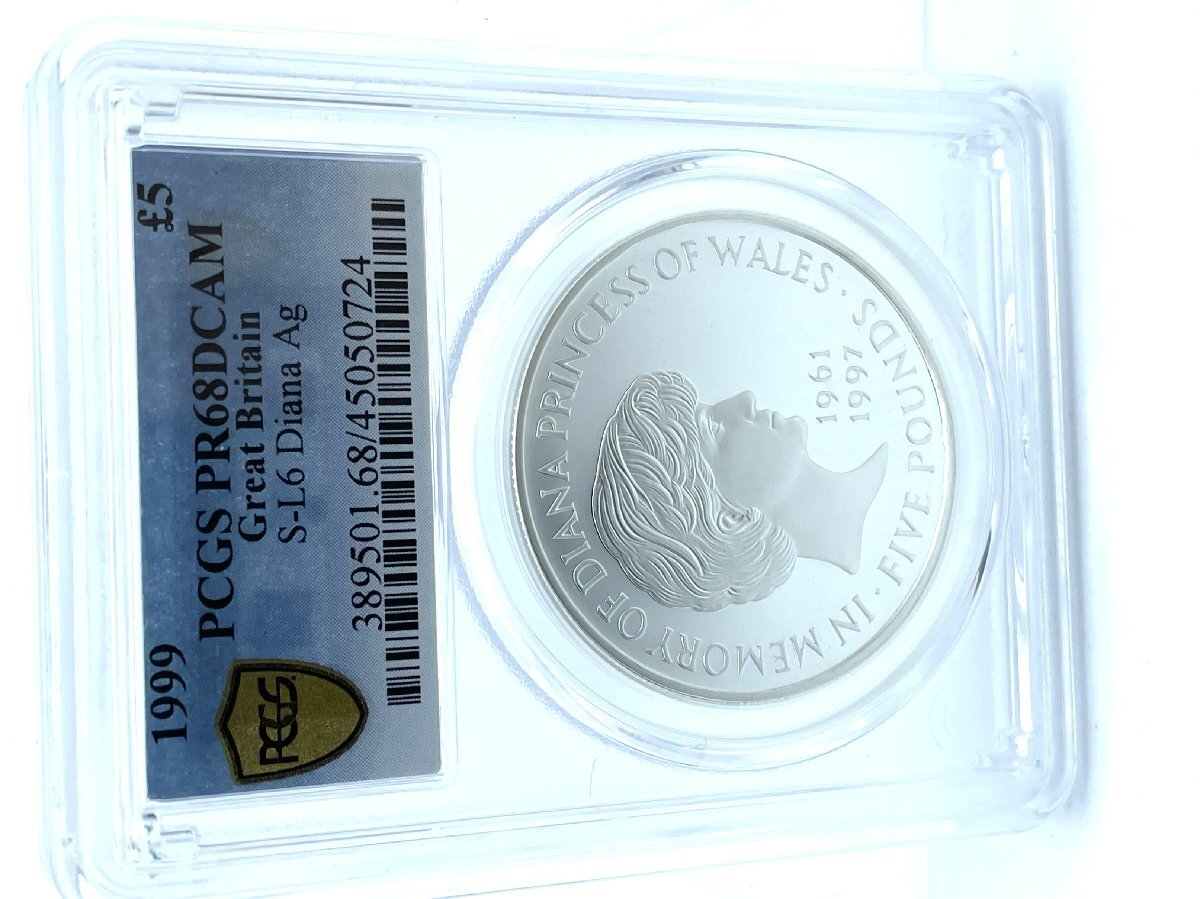 1999 £5
PCGS PR68DCAM
Great Britain
S-L6 Diana Ag
389501.68/45050724
PCGS
IN MEMORY OF DIANA PRINCESS OF WALES · FIVE POUNDS ·
1961
1997